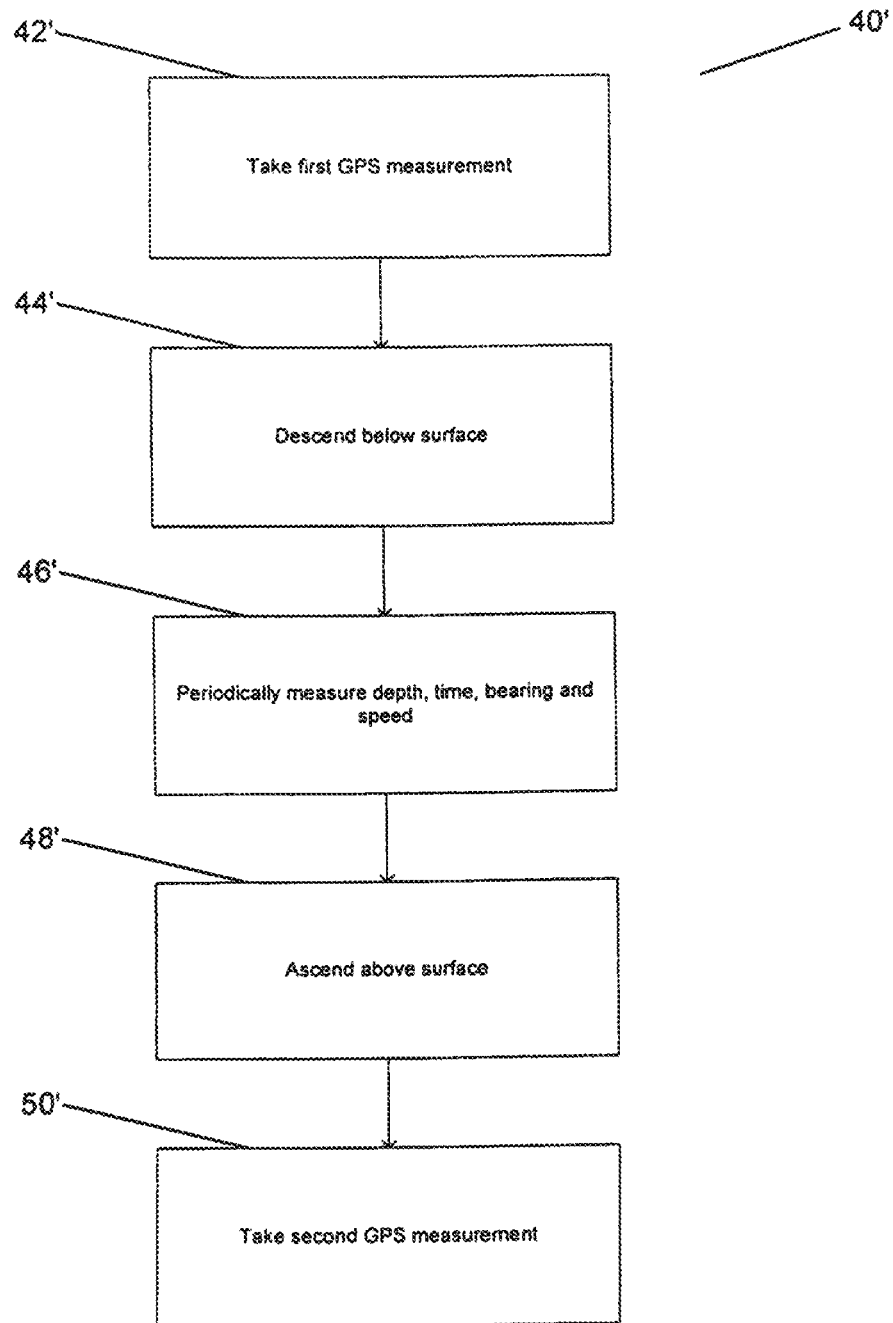 42'
40'
Take first GPS measurement
44'
Descend below surface
46'
Periodically measure depth, time, bearing and
speed
48'
Ascend above surface
50'
Take second GPS measurement